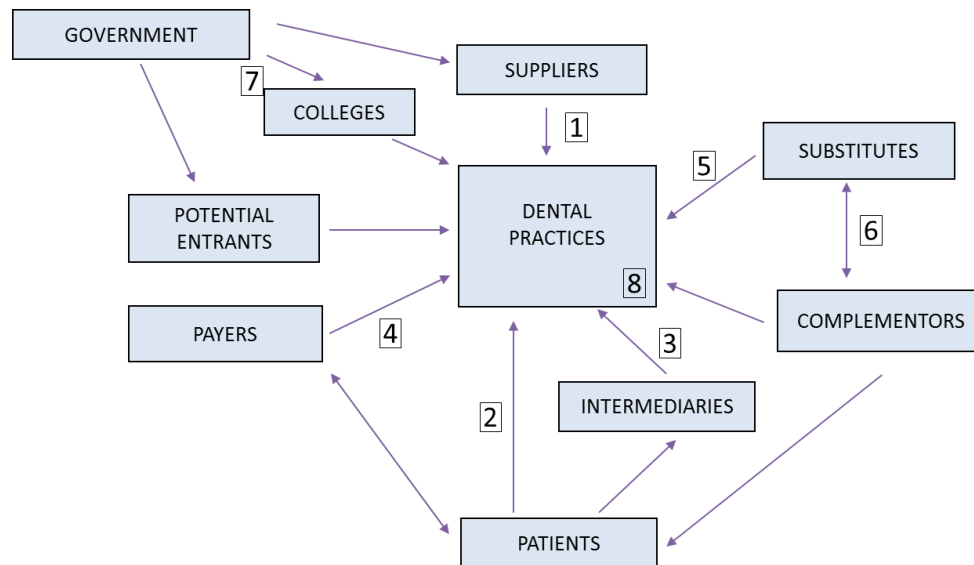 GOVERNMENT
SUPPLIERS
7
COLLEGES
1
SUBSTITUTES
5
POTENTIAL
ENTRANTS
DENTAL
PRACTICES
6
8
PAYERS
4
COMPLEMENTORS
3
2
INTERMEDIARIES
PATIENTS